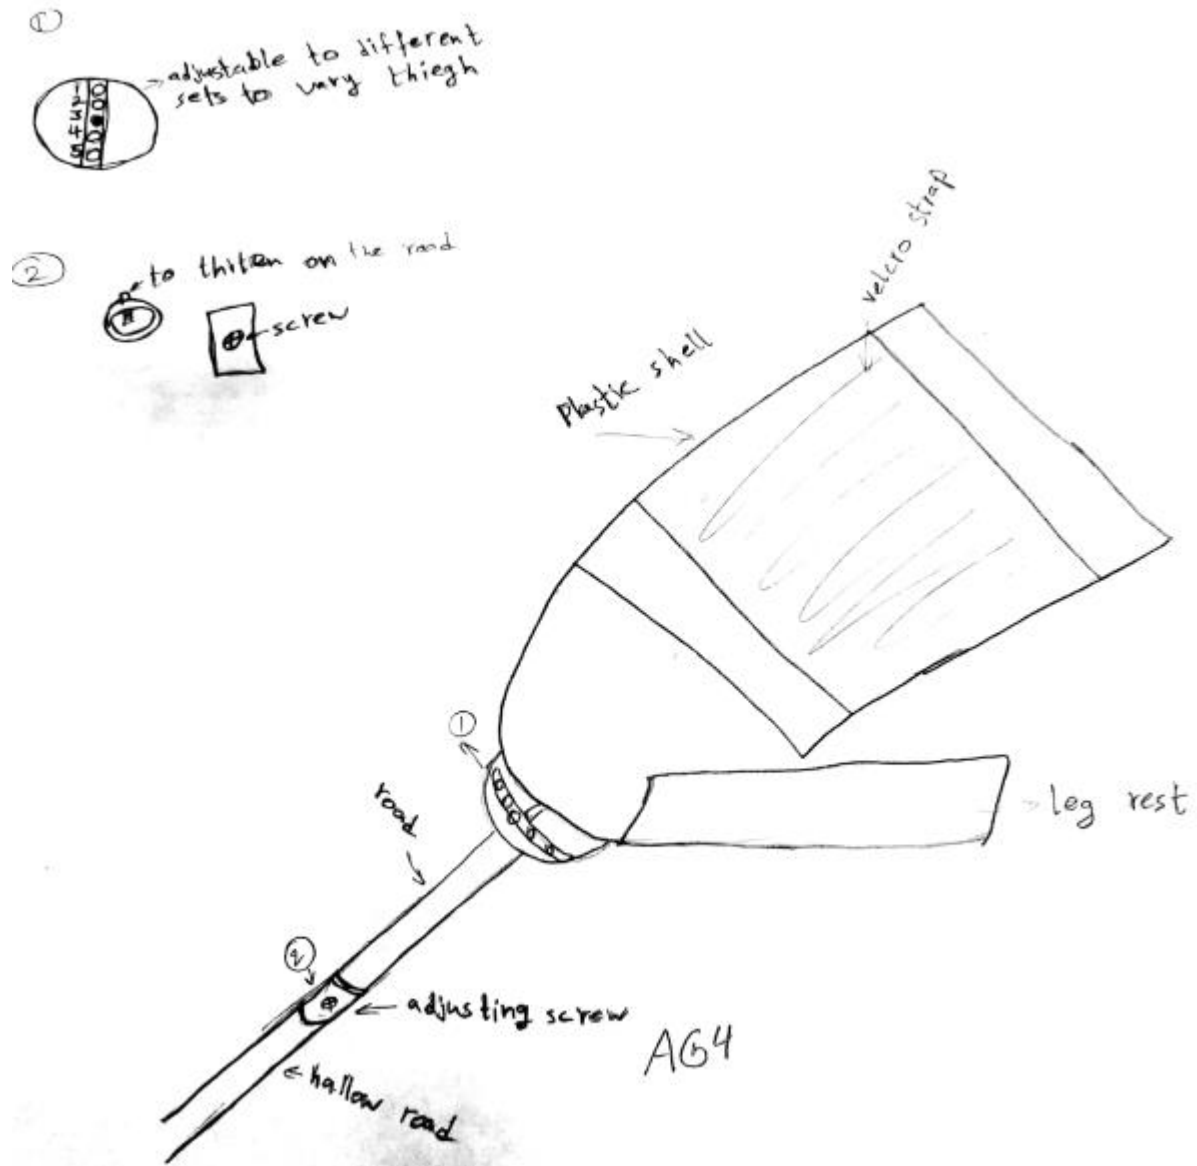 1
adjustable to different
sets to vary thiegh
1
2
3
4
5
2
to thiten on the road
screw
velcro strap
Plastic shell
1
leg rest
road
2
adjusting screw
AG4
hallow road